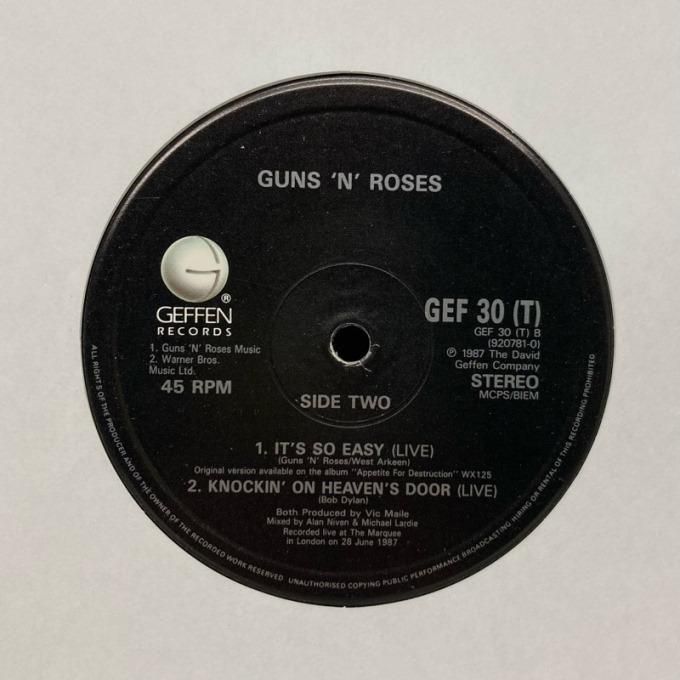 GUNS 'N' ROSES
GEFFEN ®
RECORDS
1. Guns 'N' Roses Music
2. Warner Bros.
Music Ltd.
45 RPM
GEF 30 (T)
GEF 30 (T) B
(920781-0)
℗ 1987 The David
Geffen Company
STEREO
MCPS/BIEM
SIDE TWO
1. IT'S SO EASY (LIVE)
(Guns 'N' Roses/West Arkeen)
Original version available on the album "Appetite For Destruction" WX125
2. KNOCKIN' ON HEAVEN'S DOOR (LIVE)
(Bob Dylan)
Both Produced by Vic Maile
Mixed by Alan Niven & Michael Lardie
Recorded live at The Marquee
in London on 28 June 1987
ALL RIGHTS OF THE PRODUCER AND OF THE OWNER OF THE RECORDED WORK RESERVED UNAUTHORISED COPYING PUBLIC PERFORMANCE BROADCASTING HIRING OR RENTAL OF THIS RECORDING PROHIBITED